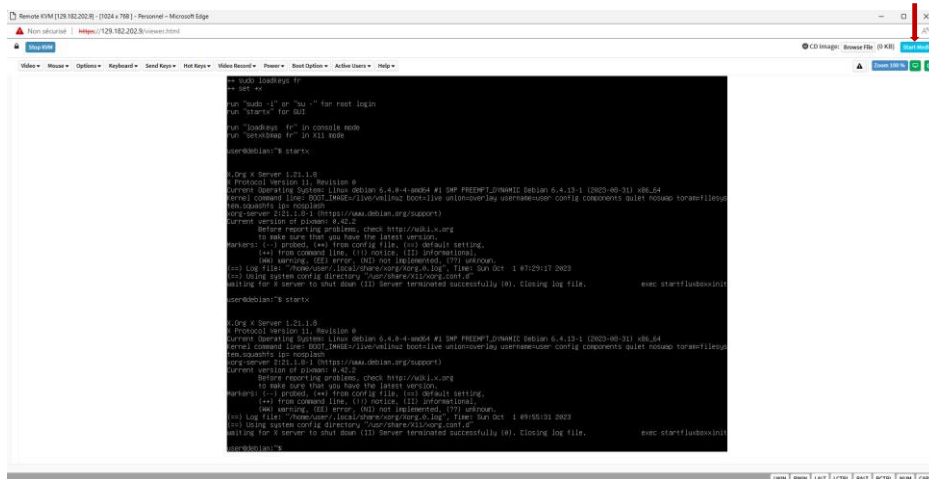 Remote KVM [129.182.202.9] - [1024 x 768] - Personnel – Microsoft Edge
Non sécurisé | https://129.182.202.9/viewer.html
Stop KVM
CD Image: Browse File (0 KB) Start Media
Video Mouse Options Keyboard Send Keys Hot Keys Video Record Power Boot Option Active Users Help
Zoom 100 %
++ sudo loadkeys fr
++ set +x
run "sudo -i" or "su -" for root login
run "startx" for GUI
run "loadkeys fr" in console mode
run "setxkbmap fr" in X11 mode
user@debian:~$ startx
X.Org X Server 1.21.1.8
X Protocol Version 11, Revision 0
Current Operating System: Linux debian 6.4.0-4-amd64 #1 SMP PREEMPT_DYNAMIC Debian 6.4.13-1 (2023-08-31) x86_64
Kernel command line: BOOT_IMAGE=/live/vmlinuz boot=live union=overlay username=user config components quiet noswap toram=filesys
tem.squashfs ip= nosplash
xorg-server 2:21.1.8-1 (https://www.debian.org/support)
Current version of pixman: 0.42.2
Before reporting problems, check http://wiki.x.org
to make sure that you have the latest version.
Markers: (--) probed, (**) from config file, (==) default setting,
(++) from command line, (!!) notice, (II) informational,
(WW) warning, (EE) error, (NI) not implemented, (??) unknown.
(==) Log file: "/home/user/.local/share/xorg/Xorg.0.log", Time: Sun Oct 1 07:29:17 2023
(==) Using system config directory "/usr/share/X11/xorg.conf.d"
waiting for X server to shut down (II) Server terminated successfully (0). Closing log file. exec startfluxboxxinit
user@debian:~$ startx
X.Org X Server 1.21.1.8
X Protocol Version 11, Revision 0
Current Operating System: Linux debian 6.4.0-4-amd64 #1 SMP PREEMPT_DYNAMIC Debian 6.4.13-1 (2023-08-31) x86_64
Kernel command line: BOOT_IMAGE=/live/vmlinuz boot=live union=overlay username=user config components quiet noswap toram=filesys
tem.squashfs ip= nosplash
xorg-server 2:21.1.8-1 (https://www.debian.org/support)
Current version of pixman: 0.42.2
Before reporting problems, check http://wiki.x.org
to make sure that you have the latest version.
Markers: (--) probed, (**) from config file, (==) default setting,
(++) from command line, (!!) notice, (II) informational,
(WW) warning, (EE) error, (NI) not implemented, (??) unknown.
(==) Log file: "/home/user/.local/share/xorg/Xorg.0.log", Time: Sun Oct 1 09:55:31 2023
(==) Using system config directory "/usr/share/X11/xorg.conf.d"
waiting for X server to shut down (II) Server terminated successfully (0). Closing log file. exec startfluxboxxinit
user@debian:~$
LWIN RWIN LALT LCTRL RALT RCTRL NUM